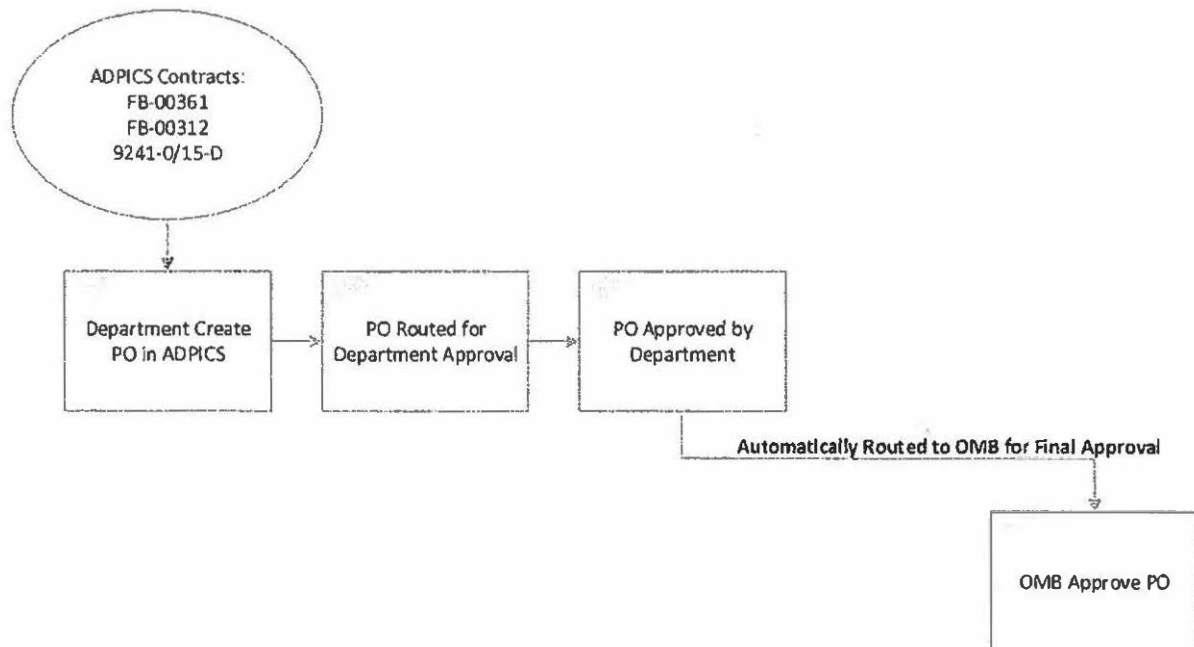 ADPICS Contracts:
FB-00361
FB-00312
9241-0/15-D
Department Create
PO in ADPICS
PO Routed for
Department Approval
PO Approved by
Department
Automatically Routed to OMB for Final Approval
OMB Approve PO